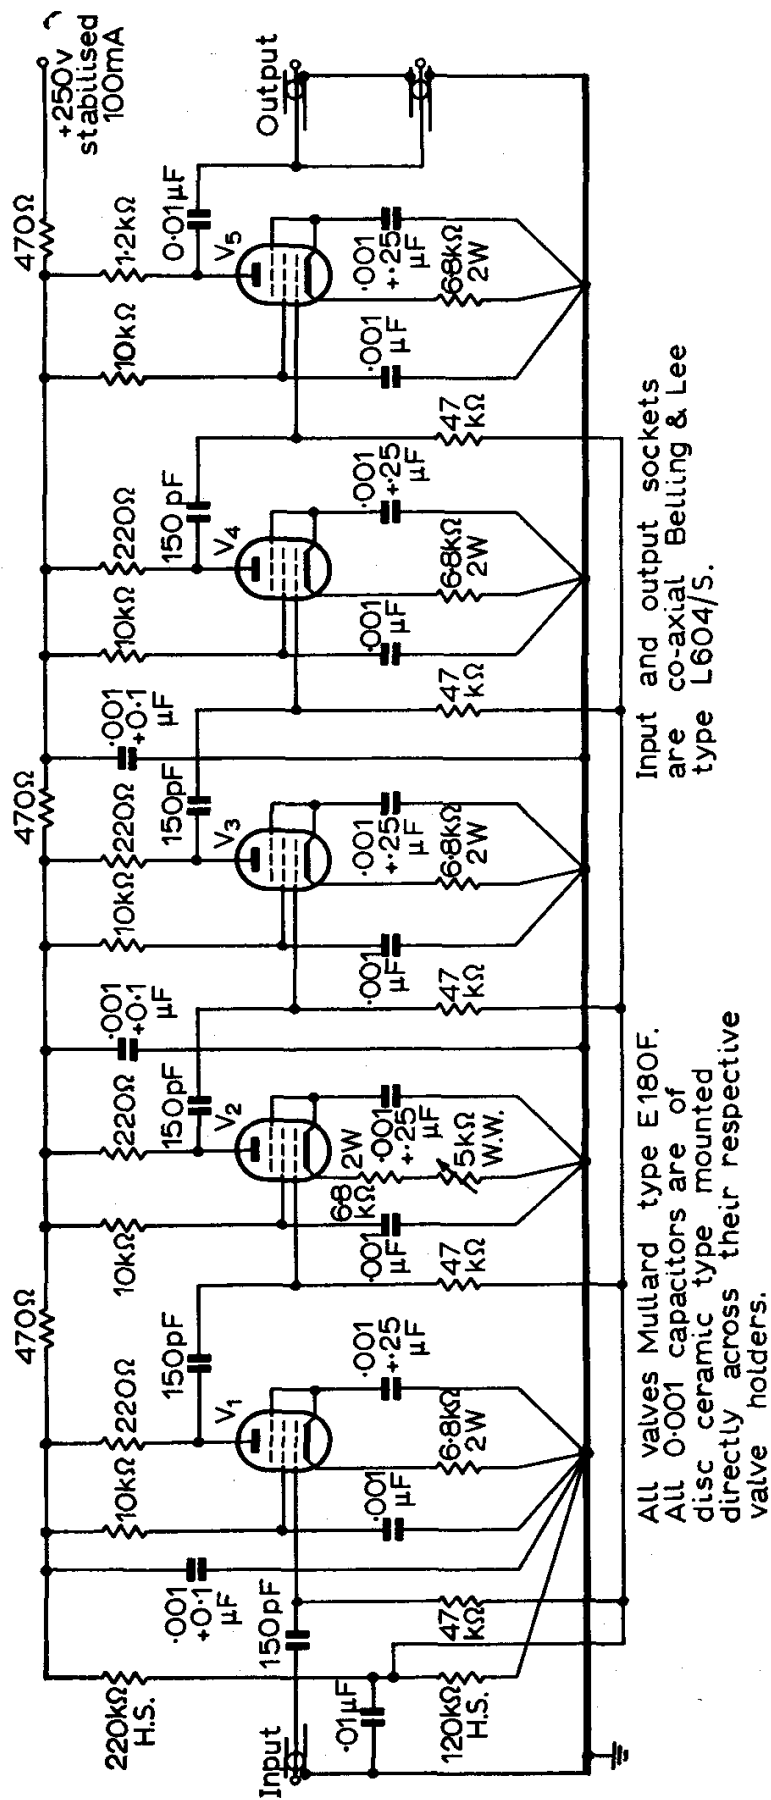 470Ω
470Ω
470Ω
+250v
stabilised
100mA
220kΩ
H.S.
10kΩ
220Ω
10kΩ
220Ω
10kΩ
220Ω
10kΩ
220Ω
10kΩ
1.2kΩ
.001
+0.1
µF
.001
+0.1
µF
.001
+0.1
µF
150pF
150pF
150pF
150pF
0.01µF
V1
V2
V3
V4
V5
Input
150pF
Output
.01µF
.001
µF
.001
+.25
µF
.001
µF
6.8
kΩ
2W
.001
+.25
µF
5kΩ
W.W.
.001
µF
.001
+.25
µF
.001
µF
.001
+.25
µF
.001
µF
.001
+.25
µF
120kΩ
H.S.
47
kΩ
6.8kΩ
2W
47
kΩ
47
kΩ
6.8kΩ
2W
47
kΩ
6.8kΩ
2W
47
kΩ
6.8kΩ
2W
All valves Mullard type E180F.
All 0.001 capacitors are of
disc ceramic type mounted
directly across their respective
valve holders.
Input and output sockets
are co-axial Belling & Lee
type L604/S.